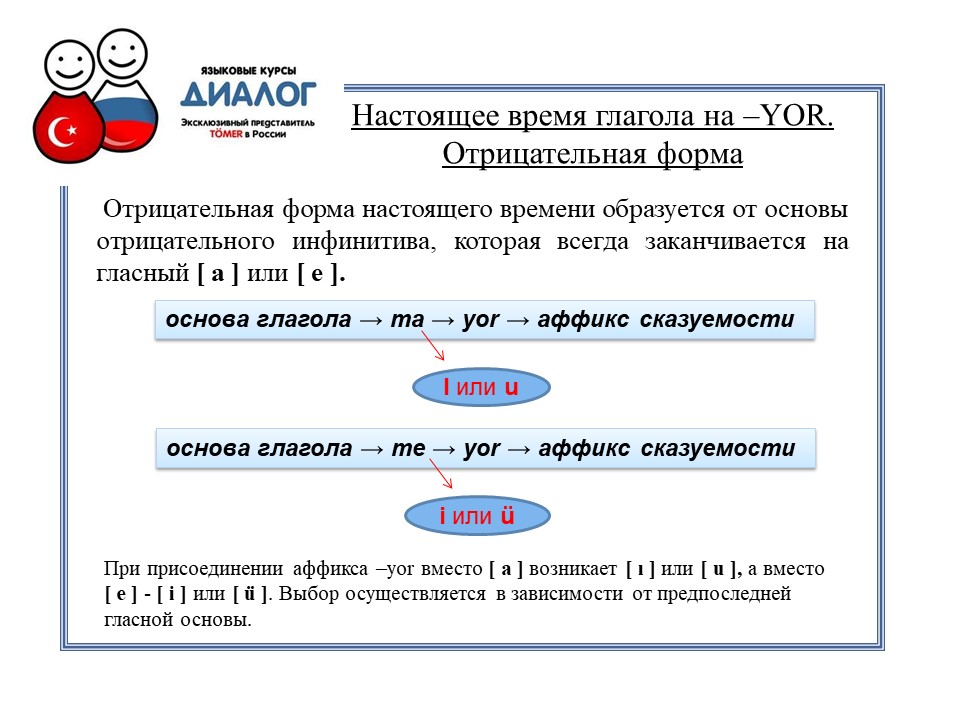 ЯЗЫКОВЫЕ КУРСЫ
ДИАЛОГ
Эксклюзивный представитель
TÖMER в России
Настоящее время глагола на –YOR.
Отрицательная форма
Отрицательная форма настоящего времени образуется от основы
отрицательного инфинитива, которая всегда заканчивается на
гласный [ a ] или [ e ].
основа глагола → ma → yor → аффикс сказуемости
I или u
основа глагола → me → yor → аффикс сказуемости
i или ü
При присоединении аффикса –yor вместо [ a ] возникает [ ı ] или [ u ], а вместо
[ e ] - [ i ] или [ ü ]. Выбор осуществляется в зависимости от предпоследней
гласной основы.